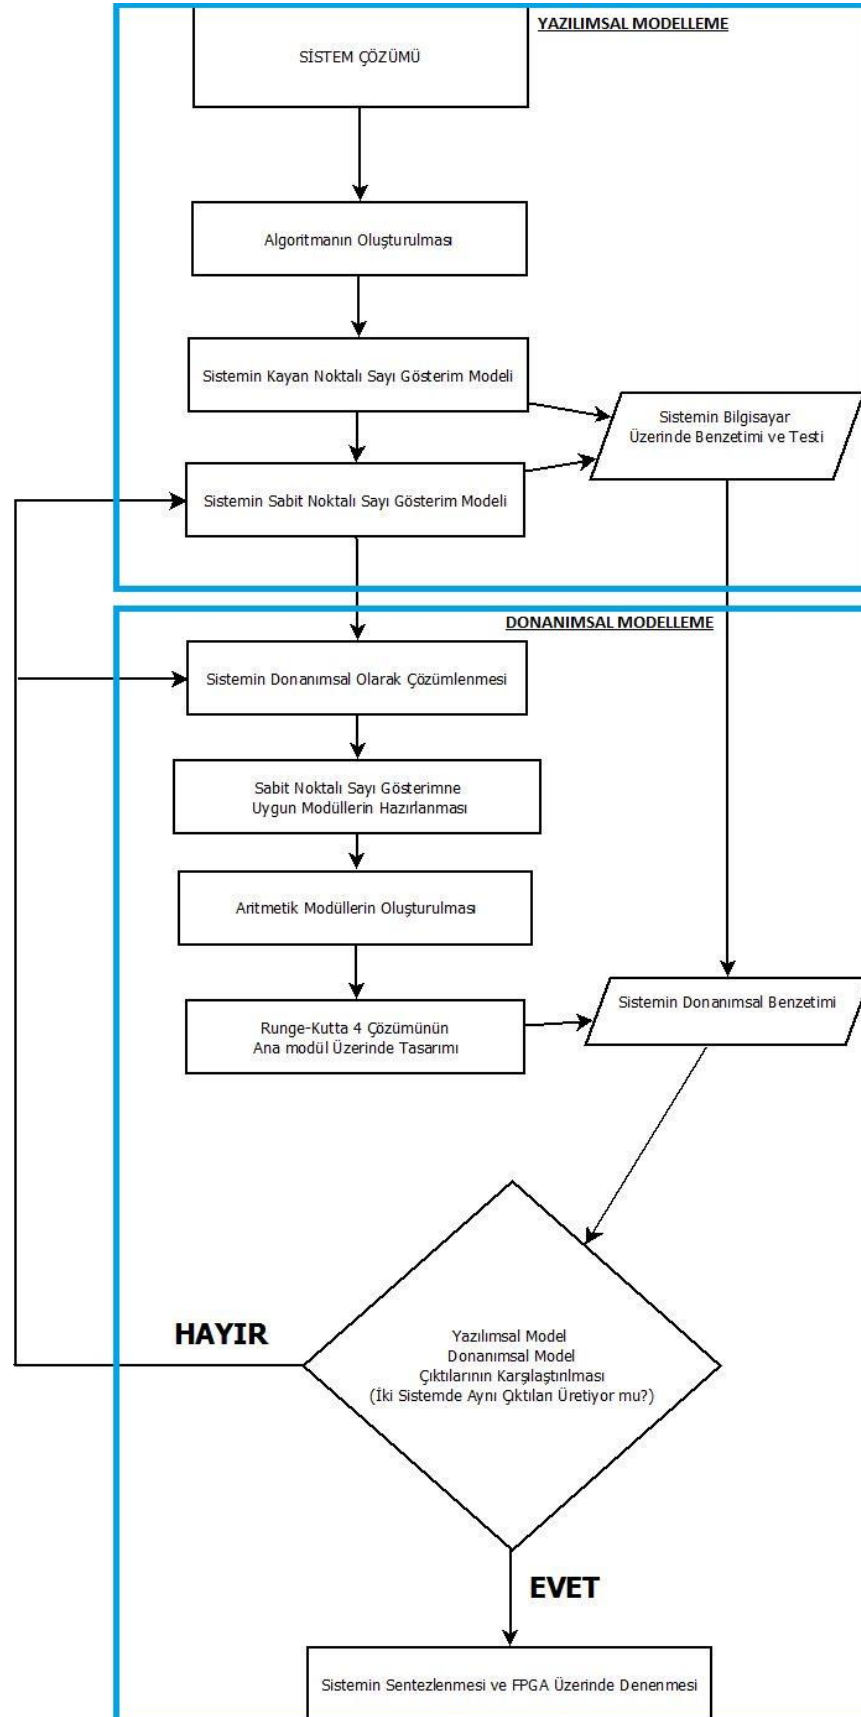 YAZILIMSAL MODELLEME
SİSTEM ÇÖZÜMÜ
Algoritmanın Oluşturulması
Sistemin Kayan Noktalı Sayı Gösterim Modeli
Sistemin Bilgisayar
Üzerinde Benzetimi ve Testi
Sistemin Sabit Noktalı Sayı Gösterim Modeli
DONANIMSAL MODELLEME
Sistemin Donanımsal Olarak Çözümlenmesi
Sabit Noktalı Sayı Gösterimne
Uygun Modüllerin Hazırlanması
Aritmetik Modüllerin Oluşturulması
Runge-Kutta 4 Çözümünün
Ana modül Üzerinde Tasarımı
Sistemin Donanımsal Benzetimi
HAYIR
Yazılımsal Model
Donanımsal Model
Çıktılarının Karşılaştırılması
(İki Sistemde Aynı Çıktıları Üretiyor mu?)
EVET
Sistemin Sentezlenmesi ve FPGA Üzerinde Denenmesi